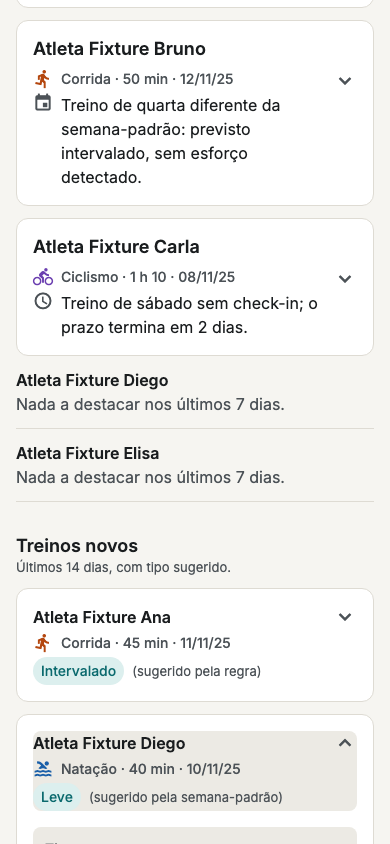 Atleta Fixture Bruno
Corrida · 50 min · 12/11/25
Treino de quarta diferente da
semana-padrão: previsto
intervalado, sem esforço
detectado.
Atleta Fixture Carla
Ciclismo · 1 h 10 · 08/11/25
Treino de sábado sem check-in; o
prazo termina em 2 dias.
Atleta Fixture Diego
Nada a destacar nos últimos 7 dias.
Atleta Fixture Elisa
Nada a destacar nos últimos 7 dias.
Treinos novos
Últimos 14 dias, com tipo sugerido.
Atleta Fixture Ana
Corrida · 45 min · 11/11/25
Intervalado (sugerido pela regra)
Atleta Fixture Diego
Natação · 40 min · 10/11/25
Leve (sugerido pela semana-padrão)